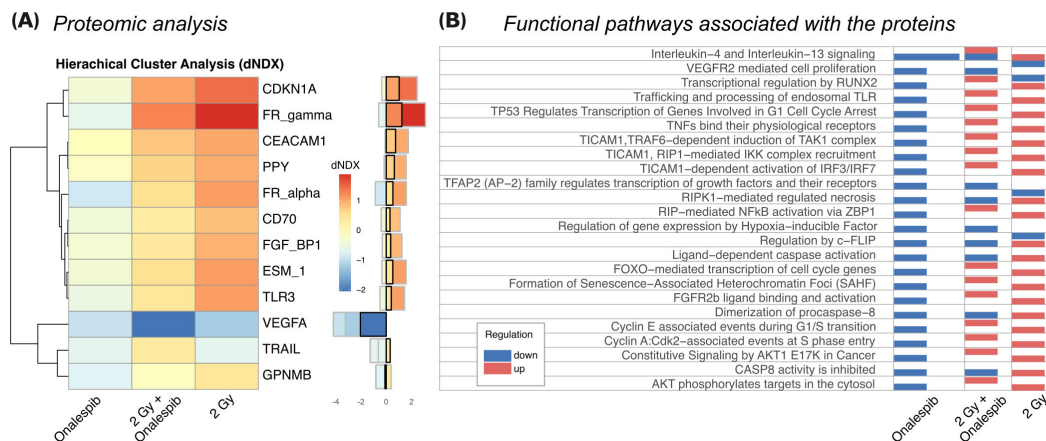 (A) Proteomic analysis
Hierachical Cluster Analysis (dNDX)
CDKN1A
FR_gamma
CEACAM1
PPY
FR_alpha
CD70
FGF_BP1
ESM_1
TLR3
VEGFA
TRAIL
GPNMB
Onalespib
2 Gy +
Onalespib
2 Gy
dNDX
1
0
−1
−2
−4 −2 0 2 4
(B) Functional pathways associated with the proteins
Interleukin−4 and Interleukin−13 signaling
VEGFR2 mediated cell proliferation
Transcriptional regulation by RUNX2
Trafficking and processing of endosomal TLR
TP53 Regulates Transcription of Genes Involved in G1 Cell Cycle Arrest
TNFs bind their physiological receptors
TICAM1,TRAF6−dependent induction of TAK1 complex
TICAM1, RIP1−mediated IKK complex recruitment
TICAM1−dependent activation of IRF3/IRF7
TFAP2 (AP−2) family regulates transcription of growth factors and their receptors
RIPK1−mediated regulated necrosis
RIP−mediated NFkB activation via ZBP1
Regulation of gene expression by Hypoxia−inducible Factor
Regulation by c−FLIP
Ligand−dependent caspase activation
FOXO−mediated transcription of cell cycle genes
Formation of Senescence−Associated Heterochromatin Foci (SAHF)
FGFR2b ligand binding and activation
Dimerization of procaspase−8
Cyclin E associated events during G1/S transition
Cyclin A:Cdk2−associated events at S phase entry
Constitutive Signaling by AKT1 E17K in Cancer
CASP8 activity is inhibited
AKT phosphorylates targets in the cytosol
Regulation
down
up
Onalespib
2 Gy +
Onalespib
2 Gy